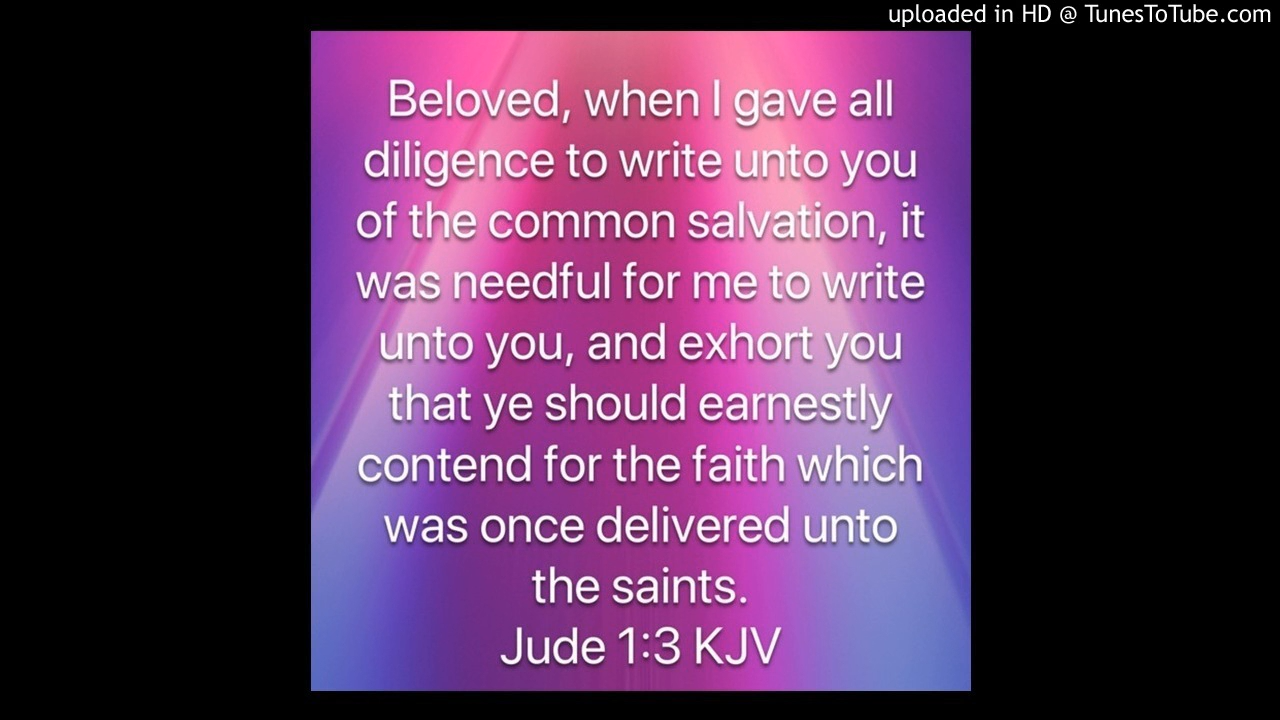 uploaded in HD @ TunesToTube.com
Beloved, when I gave all
diligence to write unto you
of the common salvation, it
was needful for me to write
unto you, and exhort you
that ye should earnestly
contend for the faith which
was once delivered unto
the saints.
Jude 1:3 KJV